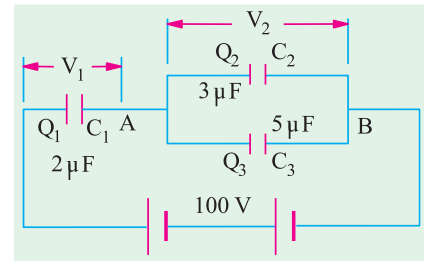 V₂
V₁
Q₂ C₂
3 μF
5 μF
Q₁ C₁ A
B
2 μF
Q₃ C₃
100 V